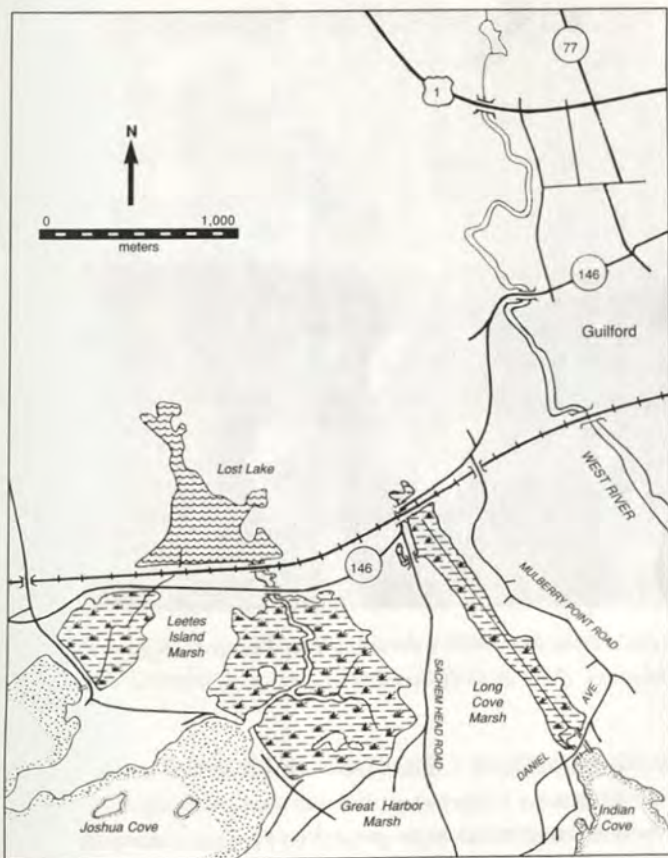 77
1
N
0 1,000
meters
146
Guilford
Lost Lake
WEST RIVER
146
MULBERRY POINT ROAD
Leetes
Island
Marsh
SACHEM HEAD ROAD
Long
Cove
Marsh
DANIEL AVE.
Great Harbor
Marsh
Joshua Cove
Indian
Cove